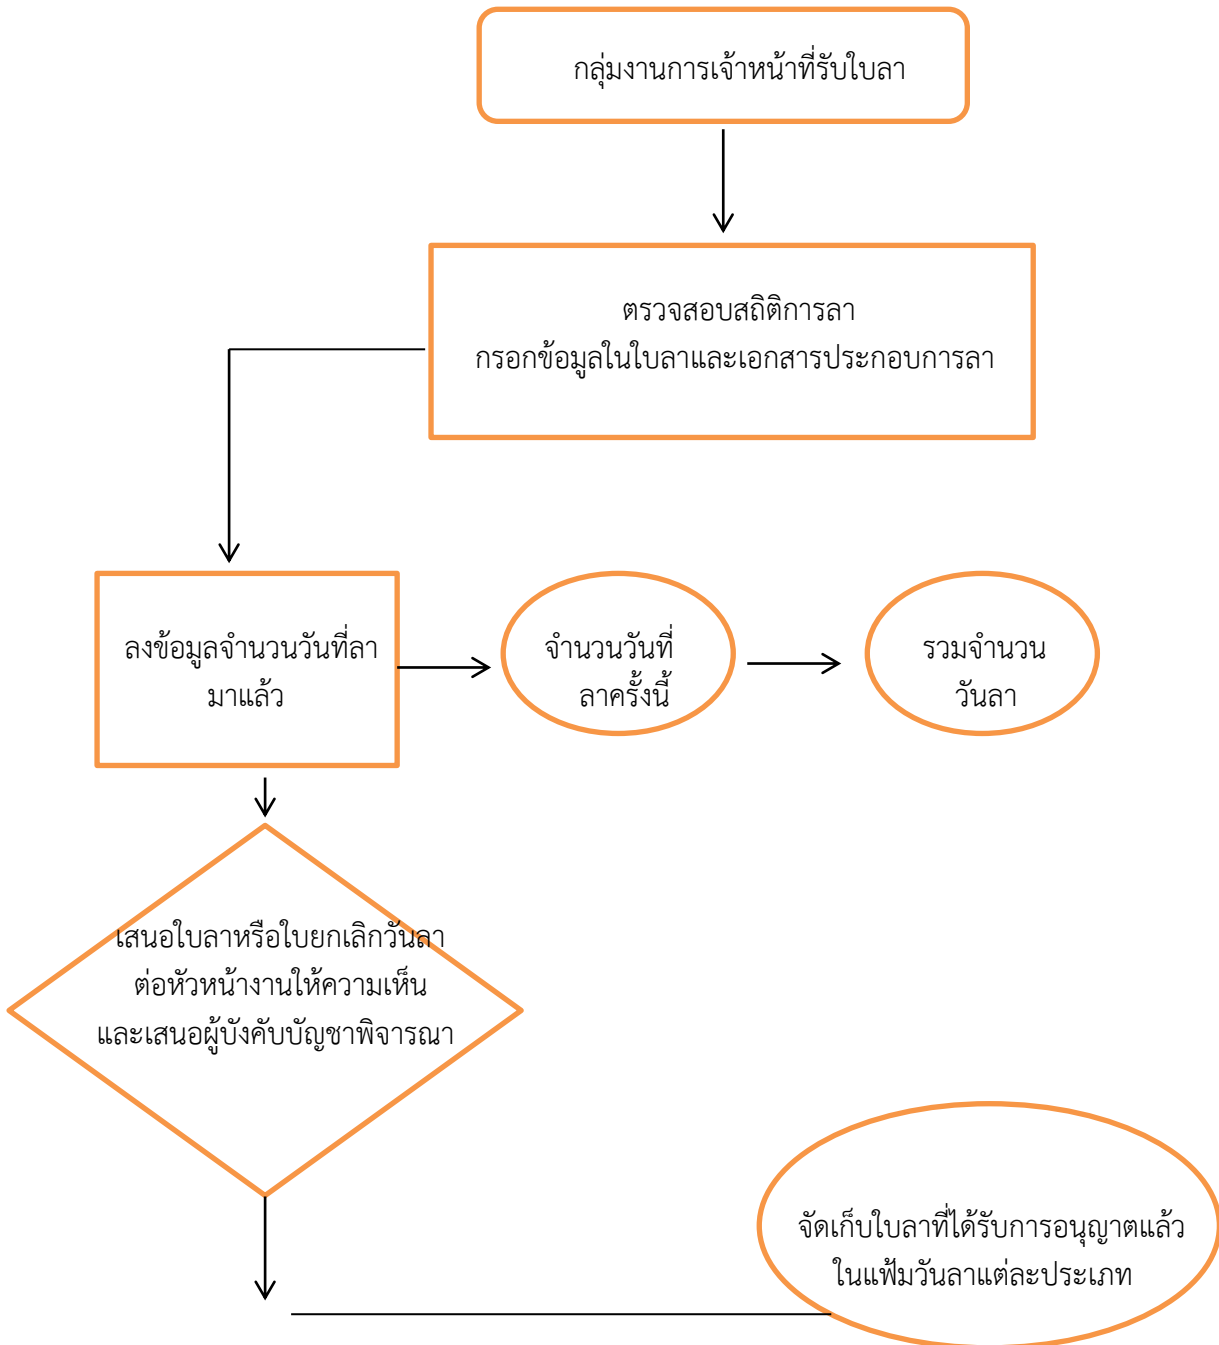 กลุ่มงานการเจ้าหน้าที่รับใบลา
ตรวจสอบสถิติการลา
กรอกข้อมูลในใบลาและเอกสารประกอบการลา
ลงข้อมูลจำนวนวันที่ลา
มาแล้ว
จำนวนวันที่
ลาครั้งนี้
รวมจำนวน
วันลา
เสนอใบลาหรือใบยกเลิกวันลา
ต่อหัวหน้างานให้ความเห็น
และเสนอผู้บังคับบัญชาพิจารณา
จัดเก็บใบลาที่ได้รับการอนุญาตแล้ว
ในแฟ้มวันลาแต่ละประเภท